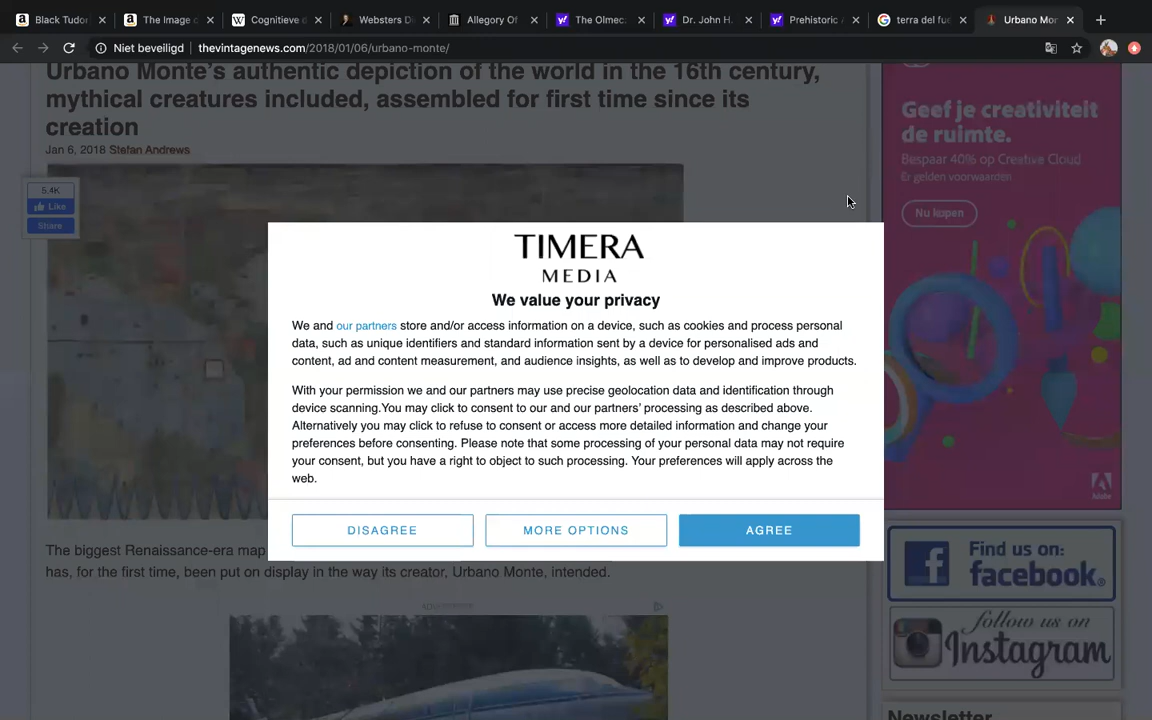 Black Tudor
The Image o
Cognitieve d
Websters Di
Allegory Of
The Olmec:
Dr. John H.
Prehistoric A
terra del fue
Urbano Mon
Niet beveiligd
thevintagenews.com/2018/01/06/urbano-monte/
Urbano Monte's authentic depiction of the world in the 16th century,
mythical creatures included, assembled for first time since its
creation
Jan 6, 2018 Stefan Andrews
5.4K
Like
Share
TIMERA
MEDIA
We value your privacy
We and our partners store and/or access information on a device, such as cookies and process personal
data, such as unique identifiers and standard information sent by a device for personalised ads and
content, ad and content measurement, and audience insights, as well as to develop and improve products.
With your permission we and our partners may use precise geolocation data and identification through
device scanning.You may click to consent to our and our partners' processing as described above.
Alternatively you may click to refuse to consent or access more detailed information and change your
preferences before consenting. Please note that some processing of your personal data may not require
your consent, but you have a right to object to such processing. Your preferences will apply across the
web.
DISAGREE
MORE OPTIONS
AGREE
The biggest Renaissance-era map
has, for the first time, been put on display in the way its creator, Urbano Monte, intended.
ADVERTISEMENT
Geef je creativiteit
de ruimte.
Bespaar 40% op Creative Cloud
Er gelden voorwaarden
Nu kopen
Adobe
Find us on:
facebook®
follow us on
Instagram
Newsletter